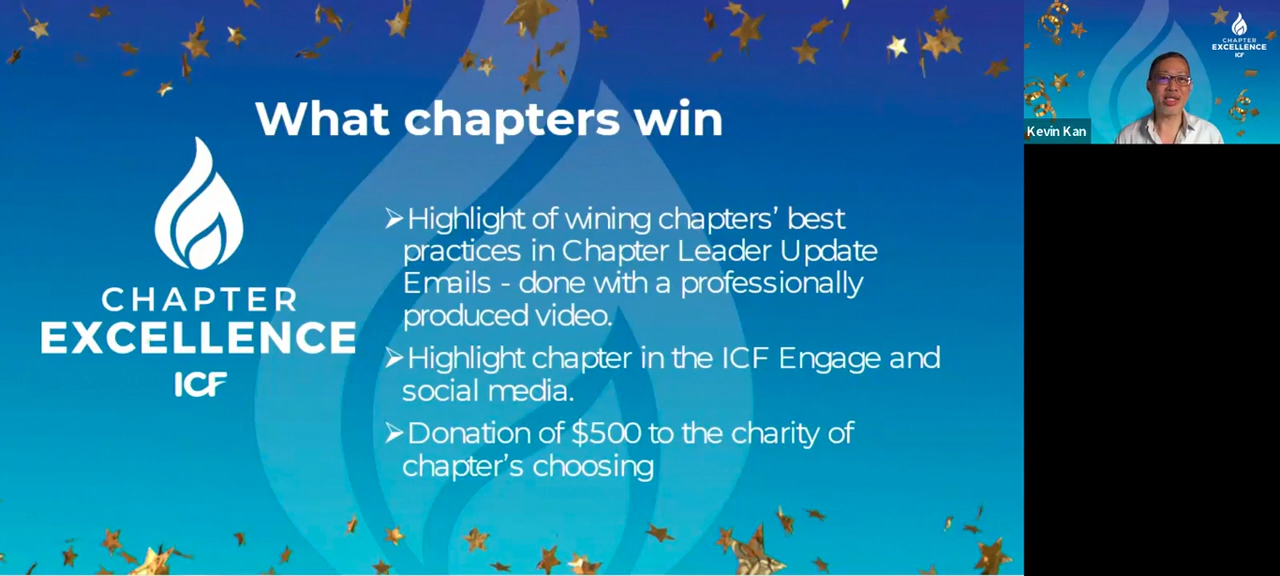 What chapters win
CHAPTER
EXCELLENCE
ICF
➢Highlight of wining chapters’ best
practices in Chapter Leader Update
Emails - done with a professionally
produced video.
➢Highlight chapter in the ICF Engage and
social media.
➢Donation of $500 to the charity of
chapter’s choosing
CHAPTER
EXCELLENCE
ICF
Kevin Kan